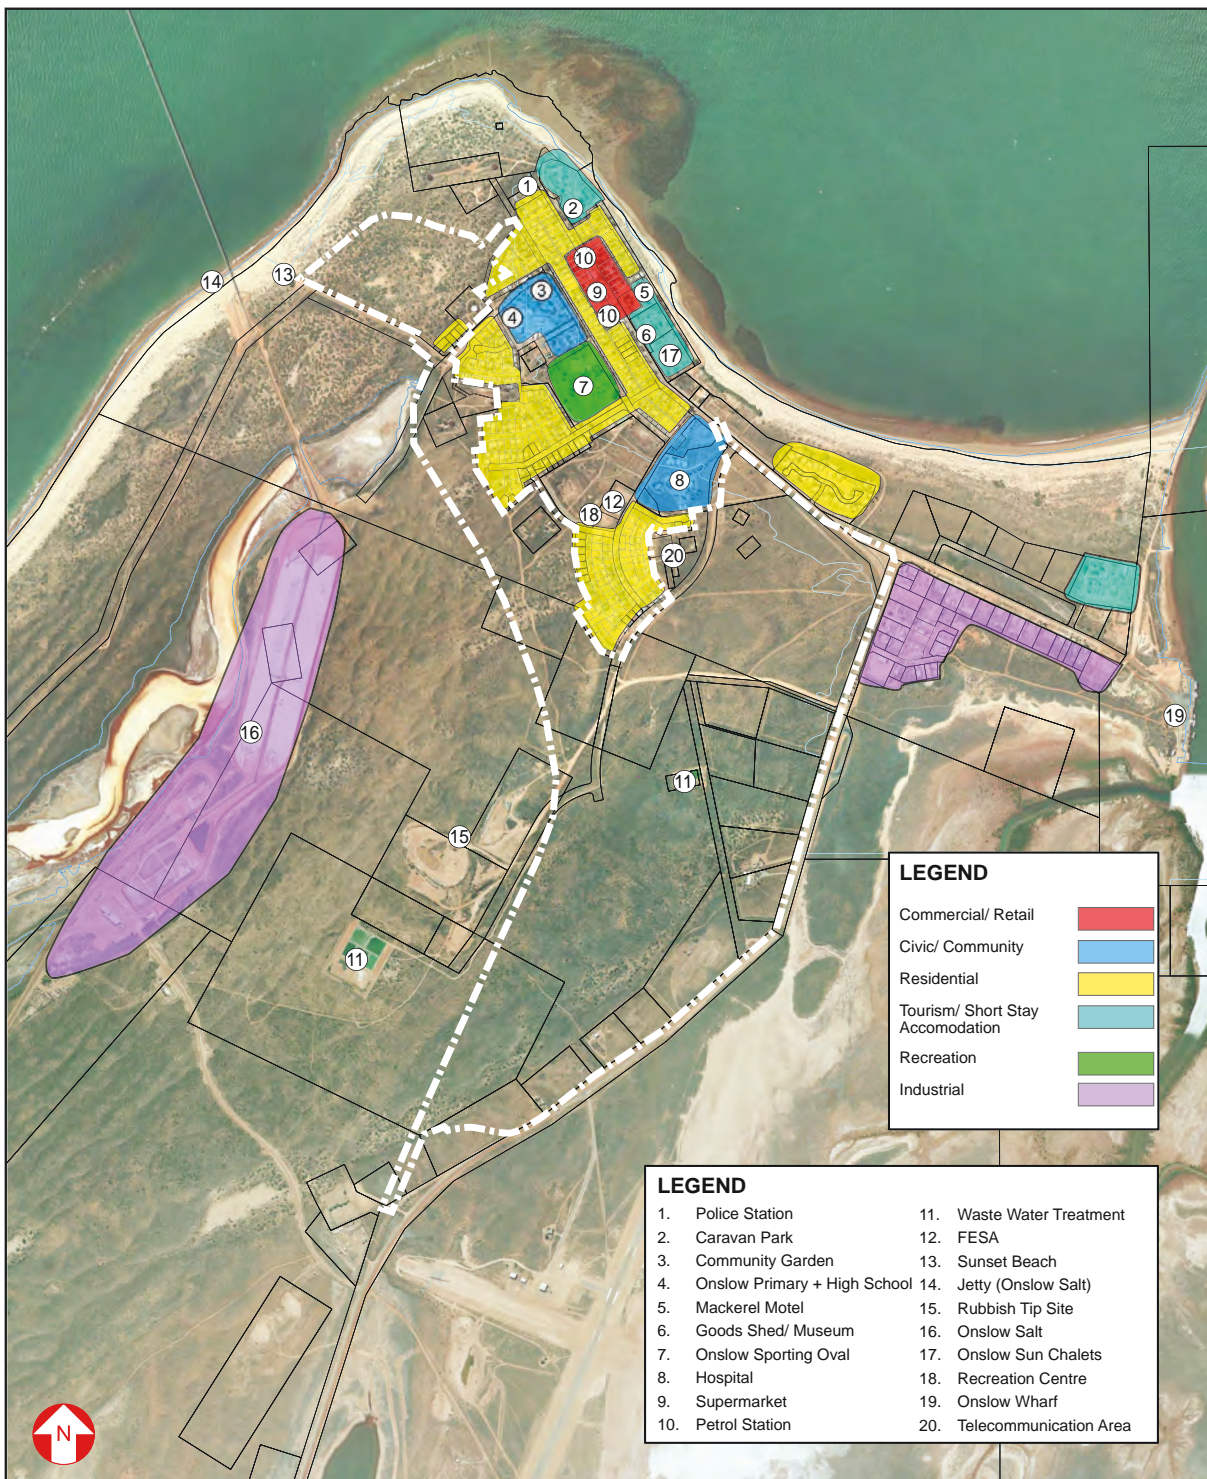 1
2
14
13
10
3
9
5
4
10
6
17
7
8
12
18
20
16
19
11
15
11
LEGEND
Commercial/ Retail
Civic/ Community
Residential
Tourism/ Short Stay
Accomodation
Recreation
Industrial
LEGEND
1. Police Station
2. Caravan Park
3. Community Garden
4. Onslow Primary + High School
5. Mackerel Motel
6. Goods Shed/ Museum
7. Onslow Sporting Oval
8. Hospital
9. Supermarket
10. Petrol Station
11. Waste Water Treatment
12. FESA
13. Sunset Beach
14. Jetty (Onslow Salt)
15. Rubbish Tip Site
16. Onslow Salt
17. Onslow Sun Chalets
18. Recreation Centre
19. Onslow Wharf
20. Telecommunication Area
N